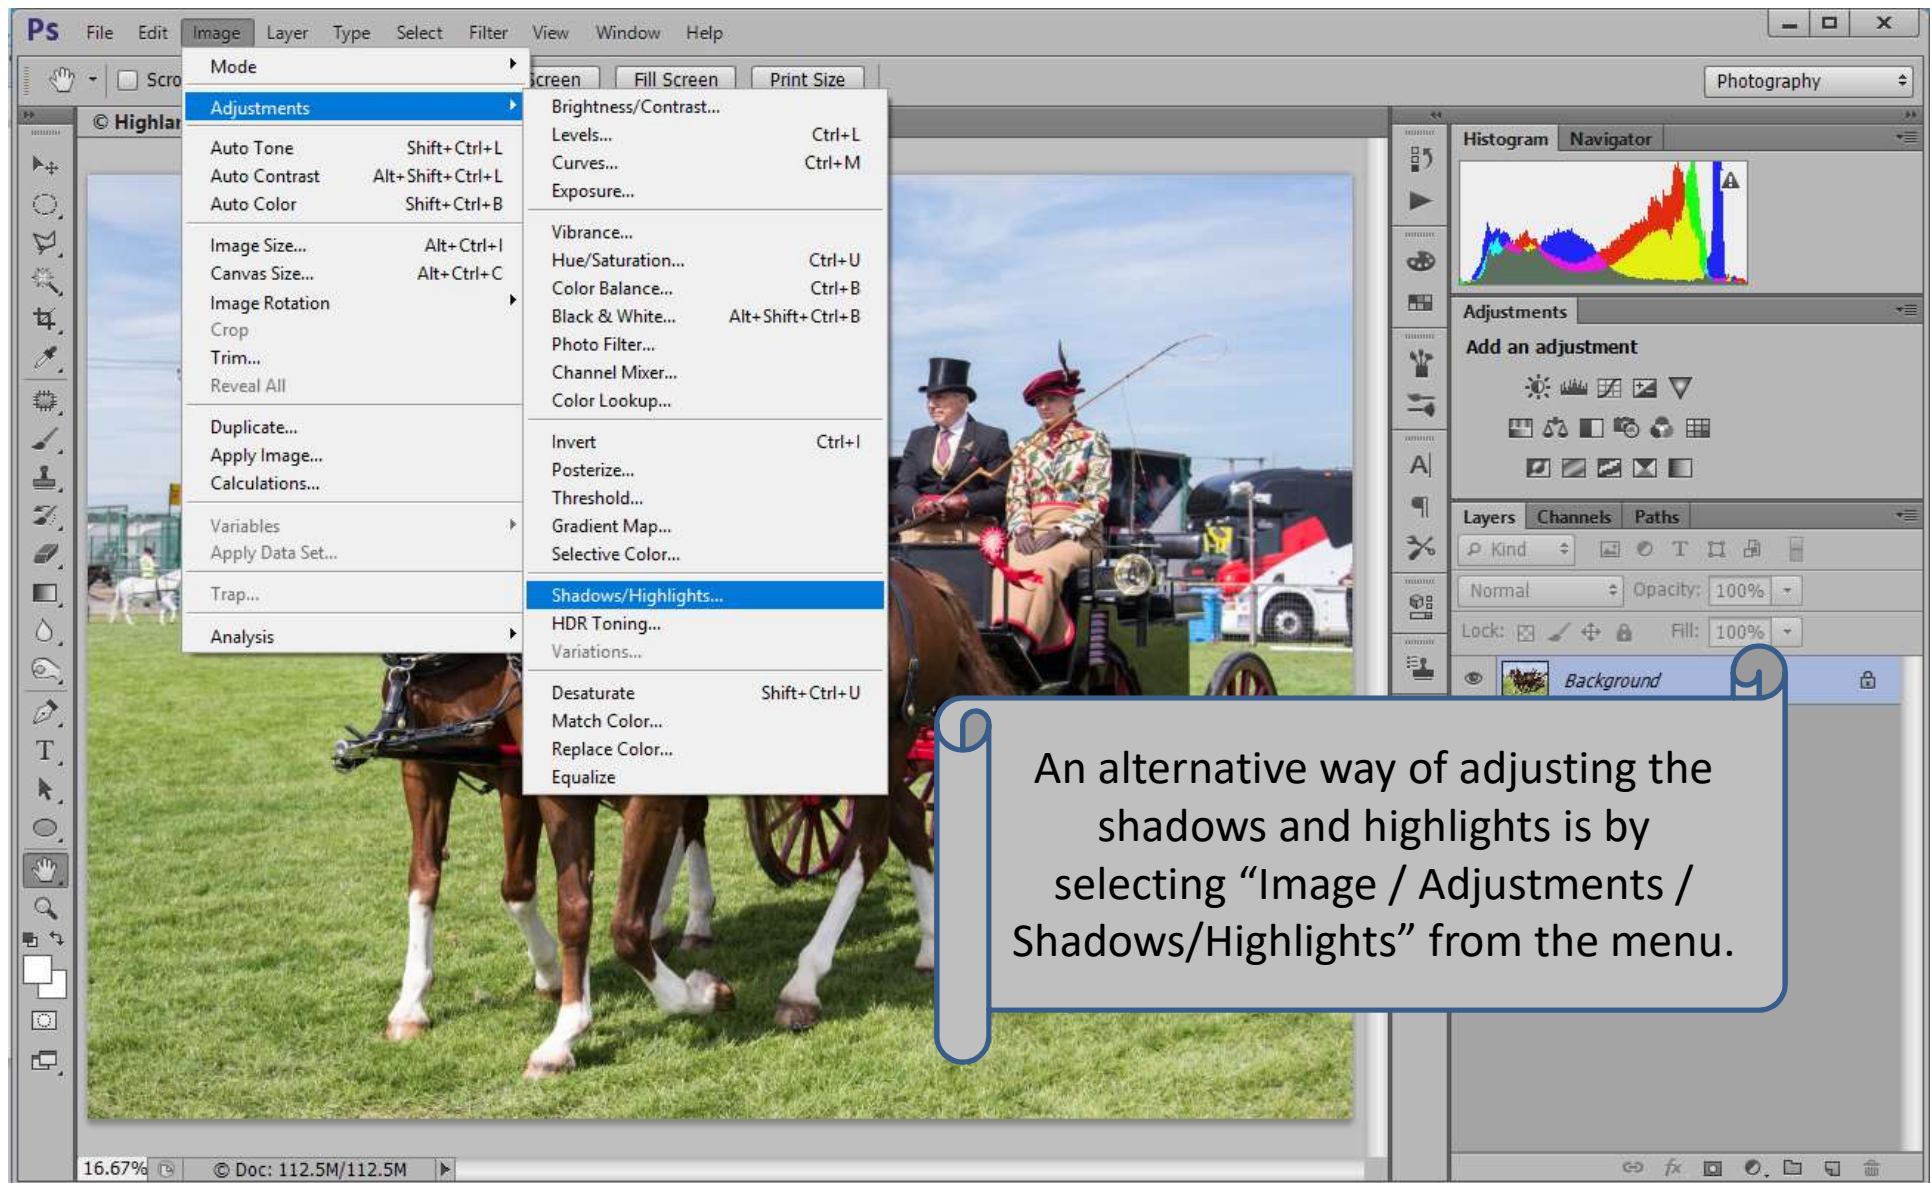 Ps File Edit Image Layer Type Select Filter View Window Help
Scro
Screen Fill Screen Print Size
Photography
© Highlan
Mode
Adjustments
Auto Tone Shift+Ctrl+L
Auto Contrast Alt+Shift+Ctrl+L
Auto Color Shift+Ctrl+B
Image Size... Alt+Ctrl+I
Canvas Size... Alt+Ctrl+C
Image Rotation
Crop
Trim...
Reveal All
Duplicate...
Apply Image...
Calculations...
Variables
Apply Data Set...
Trap...
Analysis
Brightness/Contrast...
Levels... Ctrl+L
Curves... Ctrl+M
Exposure...
Vibrance...
Hue/Saturation... Ctrl+U
Color Balance... Ctrl+B
Black & White... Alt+Shift+Ctrl+B
Photo Filter...
Channel Mixer...
Color Lookup...
Invert Ctrl+I
Posterize...
Threshold...
Gradient Map...
Selective Color...
Shadows/Highlights...
HDR Toning...
Variations...
Desaturate Shift+Ctrl+U
Match Color...
Replace Color...
Equalize
Histogram Navigator
Adjustments
Add an adjustment
Layers Channels Paths
Kind
Normal Opacity: 100%
Lock: Fill: 100%
Background
An alternative way of adjusting the
shadows and highlights is by
selecting “Image / Adjustments /
Shadows/Highlights” from the menu.
16.67% © Doc: 112.5M/112.5M
fx